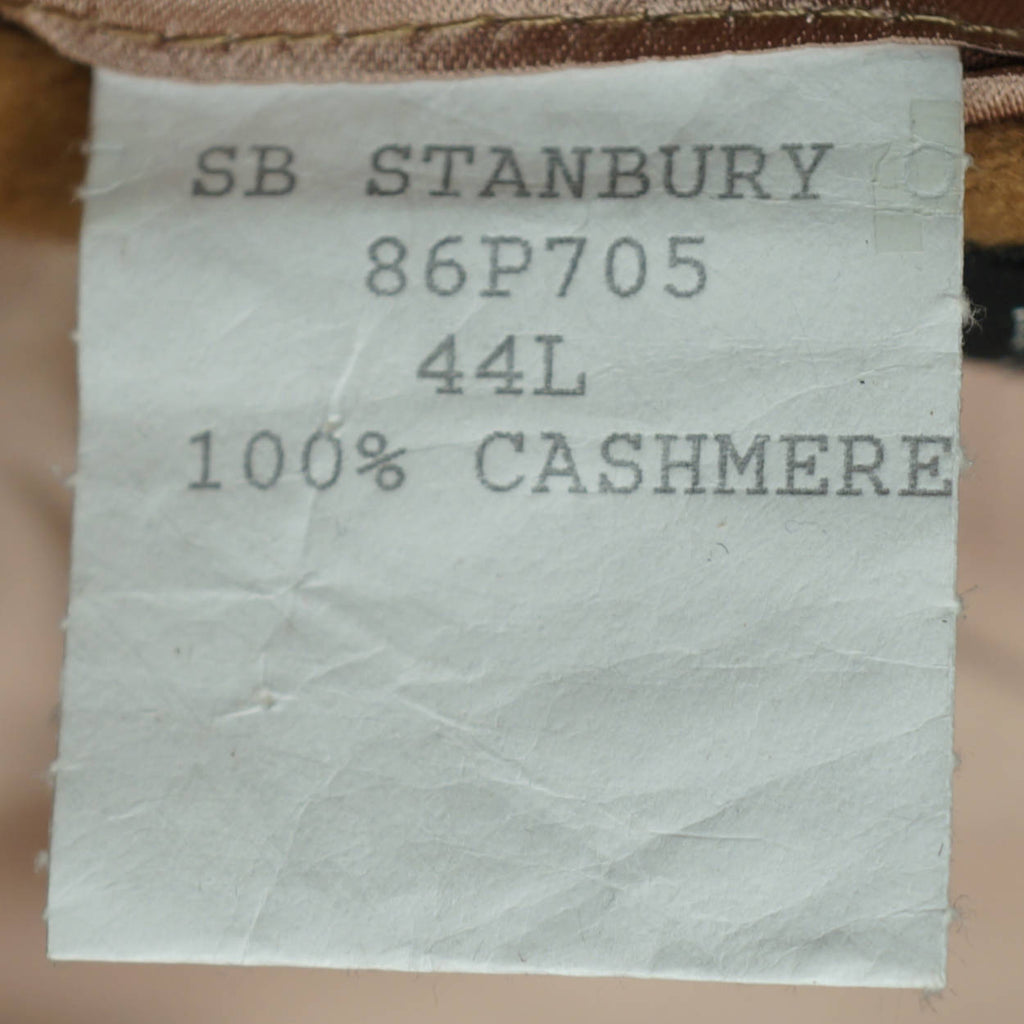 SB STANBURY
86P705
44L
100% CASHMERE